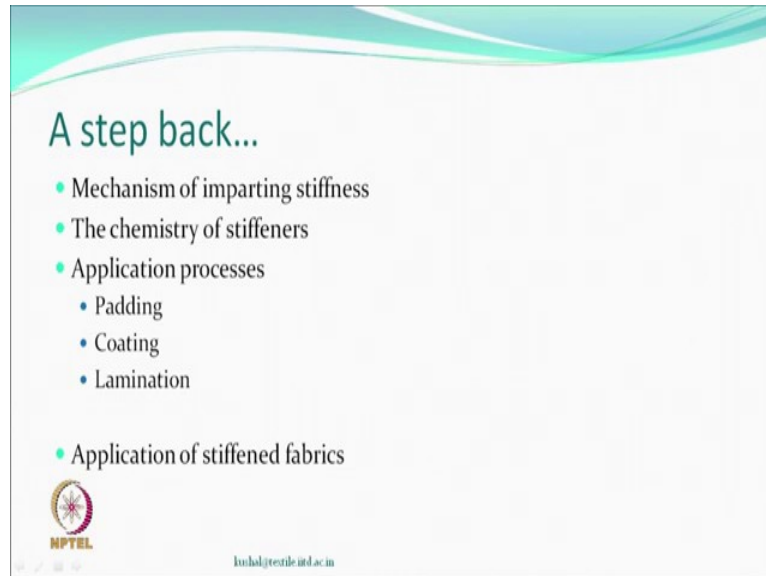 A step back...
Mechanism of imparting stiffness
The chemistry of stiffeners
Application processes
Padding
Coating
Lamination
Application of stiffened fabrics
NPTEL
kushal@textile.iitd.ac.in